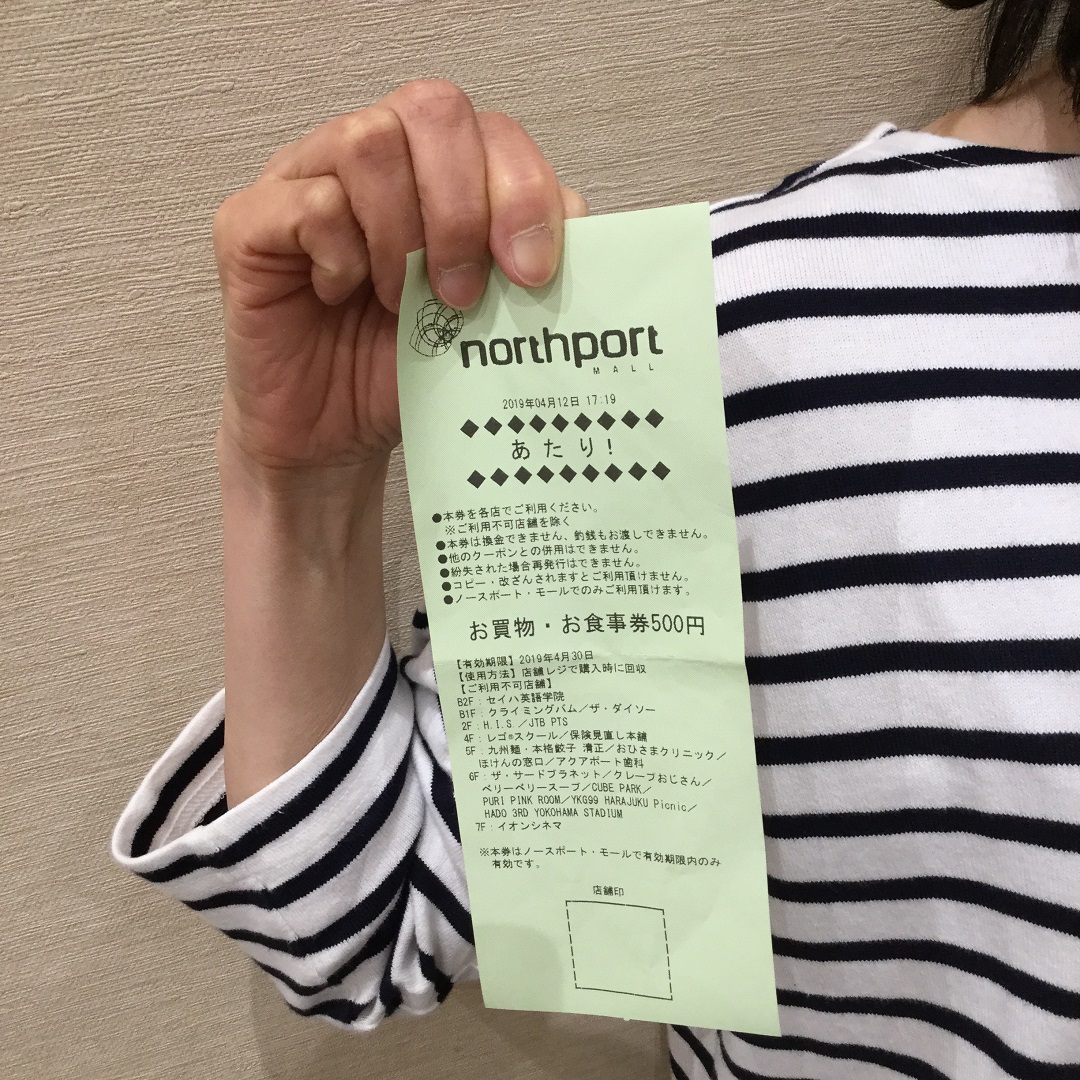 northport
MALL
2019年04月12日 17:19
◆◆◆◆◆◆◆◆◆
あたり!
◆◆◆◆◆◆◆◆◆
●本券を各店でご利用ください。
※ご利用不可店舗を除く
●本券は換金できません、釣銭もお渡しできません。
●他のクーポンとの併用はできません。
●紛失された場合再発行はできません。
●コピー・改ざんされますとご利用頂けません。
●ノースポート・モールでのみご利用頂けます。
お買物・お食事券500円
【有効期限】2019年4月30日
【使用方法】店舗レジで購入時に回収
【ご利用不可店舗】
B2F:セイハ英語学院
B1F:クライミングバム/ザ・ダイソー
2F:H.I.S./JTB PTS
4F:レゴ®スクール/保険見直し本舗
5F:九州麺・本格餃子 清正/おひさまクリニック/
ほけんの窓口/アクアポート歯科
6F:ザ・サードプラネット/クレープおじさん/
ベリーベリースープ/CUBE PARK/
PURI PINK ROOM/YKG99 HARAJUKU Picnic/
HADO 3RD YOKOHAMA STADIUM
7F:イオンシネマ
※本券はノースポート・モールで有効期限内のみ
有効です。
店舗印